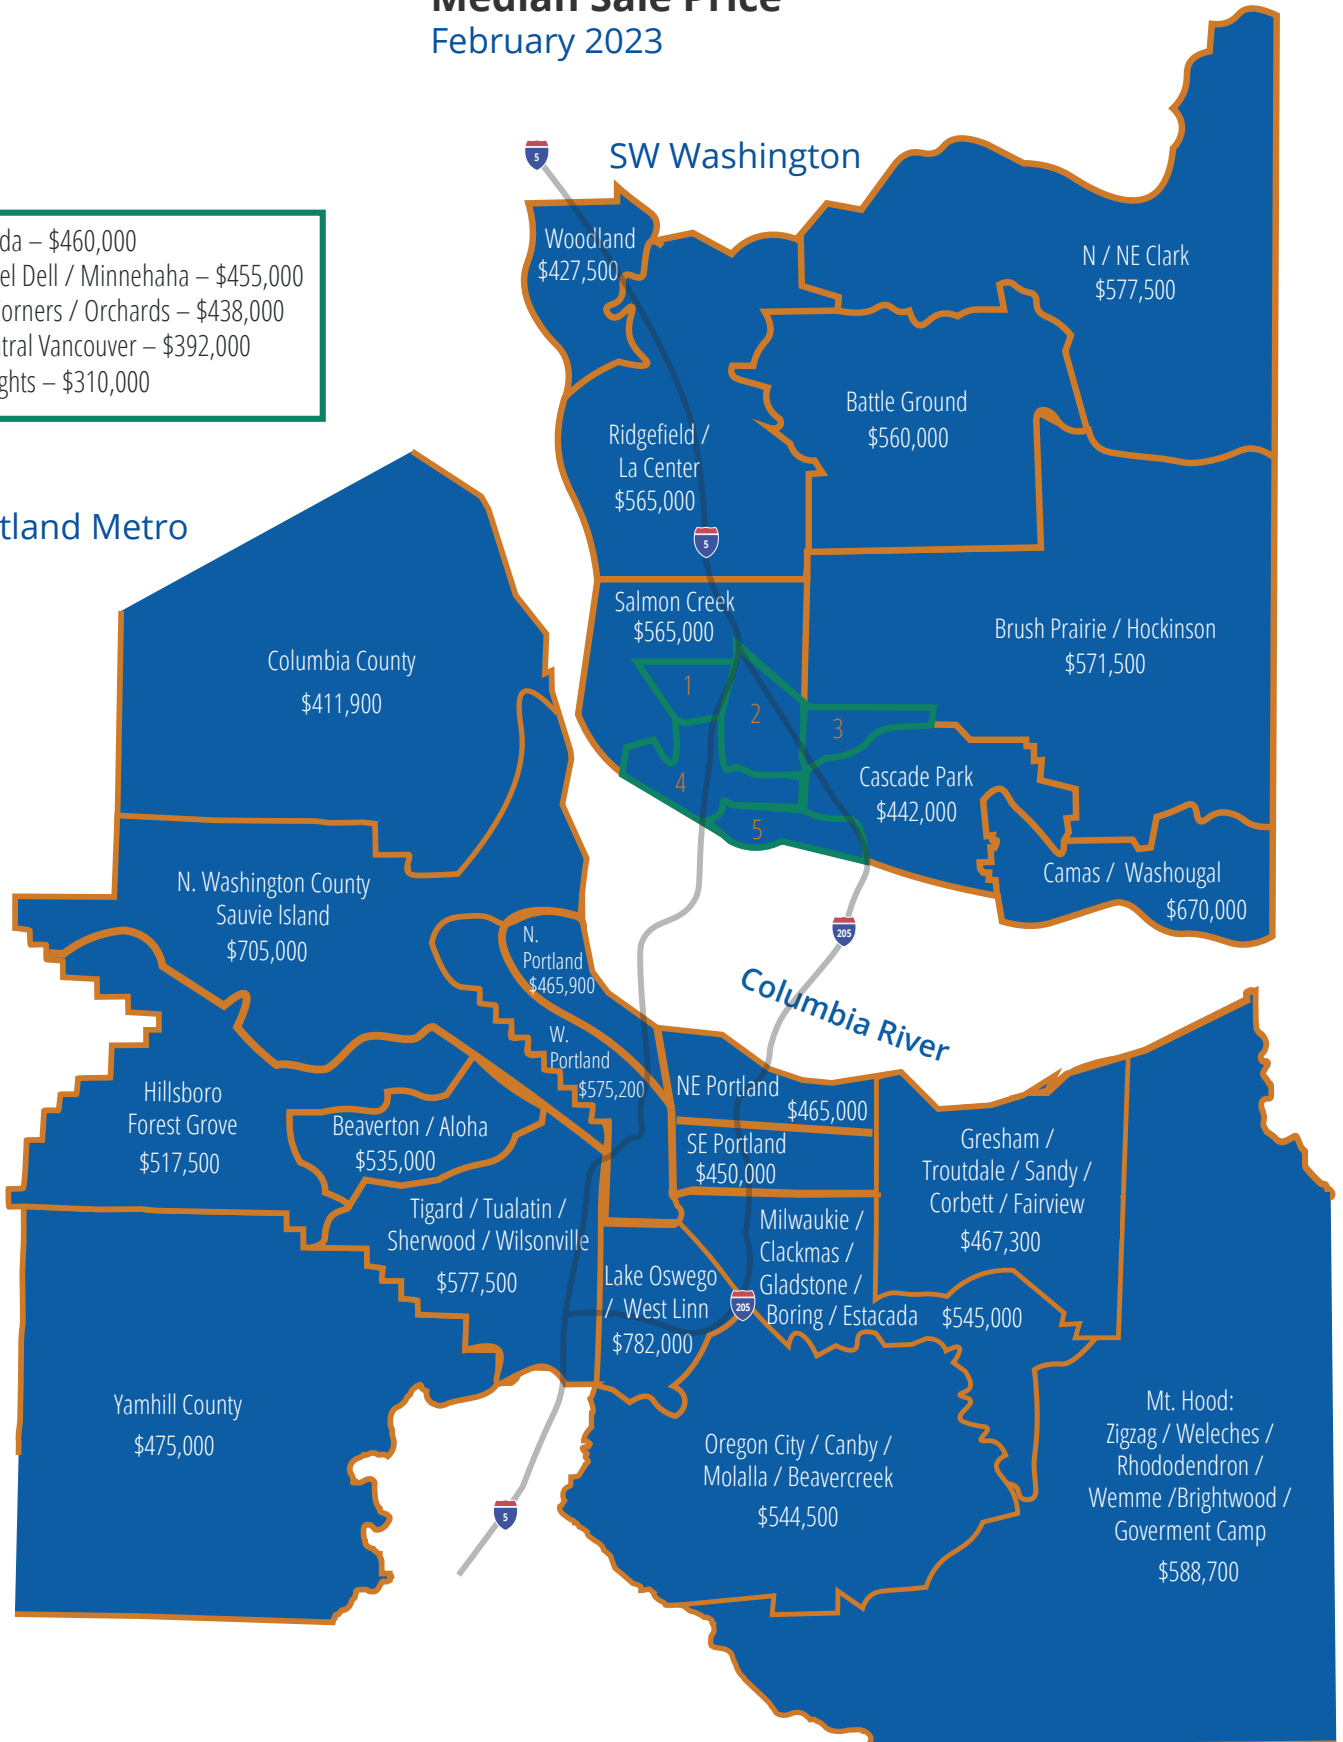 Median Sale Price
February 2023
SW Washington
da – $460,000
el Dell / Minnehaha – $455,000
orners / Orchards – $438,000
tral Vancouver – $392,000
ghts – $310,000
tland Metro
5
Woodland
$427,500
N / NE Clark
$577,500
Battle Ground
$560,000
Ridgefield /
La Center
$565,000
5
Salmon Creek
$565,000
Brush Prairie / Hockinson
$571,500
1
2
3
4
5
Cascade Park
$442,000
Camas / Washougal
$670,000
205
Columbia River
Columbia County
$411,900
N. Washington County
Sauvie Island
$705,000
N.
Portland
$465,900
W.
Portland
$575,200
NE Portland
$465,000
SE Portland
$450,000
Hillsboro
Forest Grove
$517,500
Beaverton / Aloha
$535,000
Tigard / Tualatin /
Sherwood / Wilsonville
$577,500
Gresham /
Troutdale / Sandy /
Corbett / Fairview
$467,300
Milwaukie /
Clackmas /
Gladstone /
Boring / Estacada $545,000
Lake Oswego
/ West Linn
$782,000
205
Yamhill County
$475,000
Oregon City / Canby /
Molalla / Beavercreek
$544,500
Mt. Hood:
Zigzag / Weleches /
Rhododendron /
Wemme /Brightwood /
Goverment Camp
$588,700
5